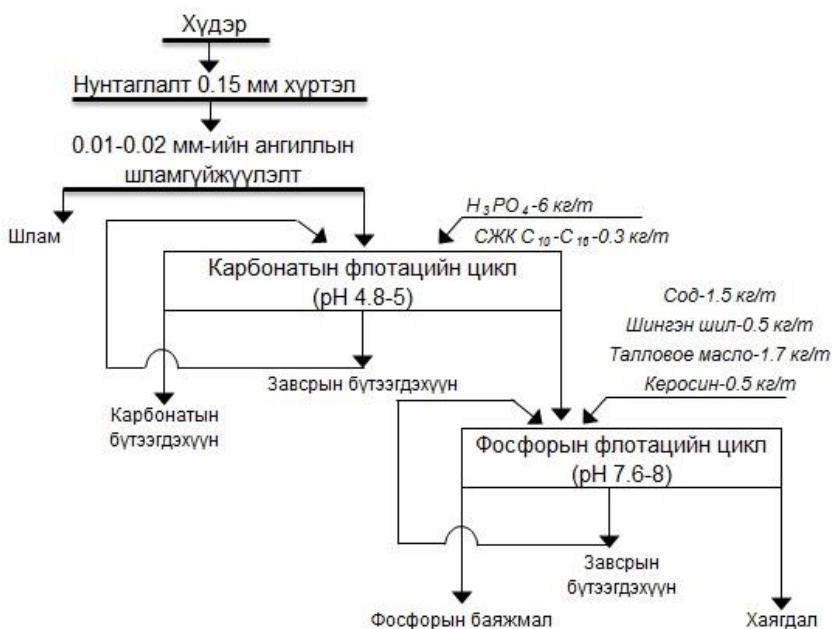 Хүдэр
Нунтаглалт 0.15 мм хүртэл
0.01-0.02 мм-ийн ангиллын
шламгүйжүүлэлт
Шлам
H₃PO₄-6 кг/т
СЖК C₁₀-C₁₆-0.3 кг/т
Карбонатын флотацийн цикл
(pH 4.8-5)
Сод-1.5 кг/т
Шингэн шил-0.5 кг/т
Талловое масло-1.7 кг/т
Керосин-0.5 кг/т
Завсрын бүтээгдэхүүн
Карбонатын
бүтээгдэхүүн
Фосфорын флотацийн цикл
(pH 7.6-8)
Завсрын
бүтээгдэхүүн
Фосфорын баяжмал
Хаягдал